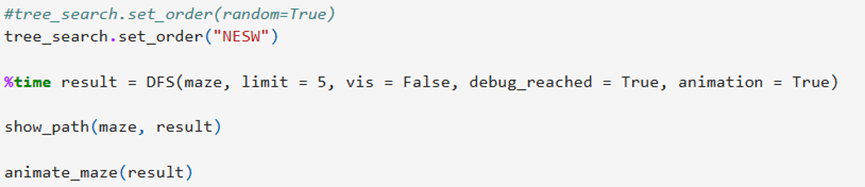 #tree_search.set_order(random=True)
tree_search.set_order("NESW")
%time result = DFS(maze, limit = 5, vis = False, debug_reached = True, animation = True)
show_path(maze, result)
animate_maze(result)